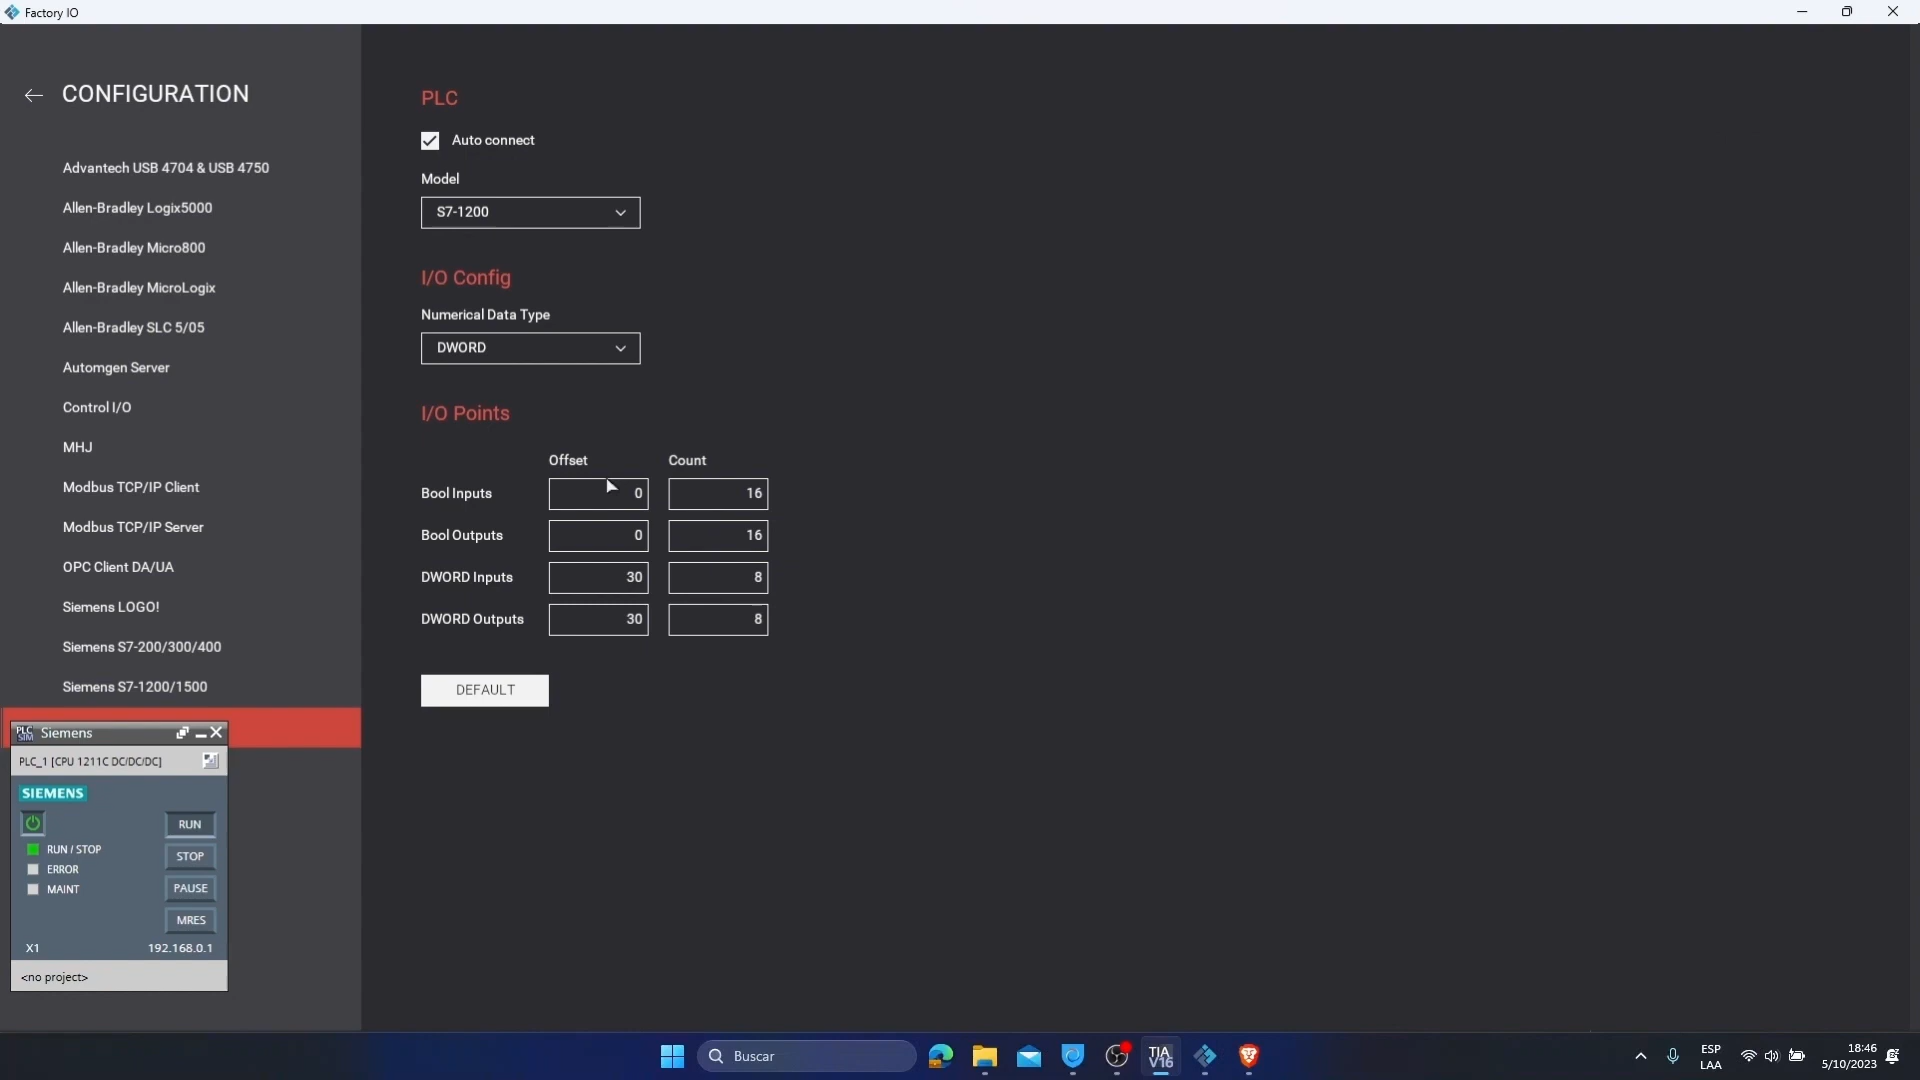 Factory IO
CONFIGURATION
Advantech USB 4704 & USB 4750
Allen-Bradley Logix5000
Allen-Bradley Micro800
Allen-Bradley MicroLogix
Allen-Bradley SLC 5/05
Automgen Server
Control I/O
MHJ
Modbus TCP/IP Client
Modbus TCP/IP Server
OPC Client DA/UA
Siemens LOGO!
Siemens S7-200/300/400
Siemens S7-1200/1500
PLC SIM Siemens
PLC_1 [CPU 1211C DC/DC/DC]
SIEMENS
RUN
RUN / STOP
STOP
ERROR
PAUSE
MAINT
MRES
X1 192.168.0.1
<no project>
PLC
Auto connect
Model
S7-1200
I/O Config
Numerical Data Type
DWORD
I/O Points
Offset Count
Bool Inputs 0 16
Bool Outputs 0 16
DWORD Inputs 30 8
DWORD Outputs 30 8
DEFAULT
Buscar
TIA V16
ESP
LAA
18:46
5/10/2023